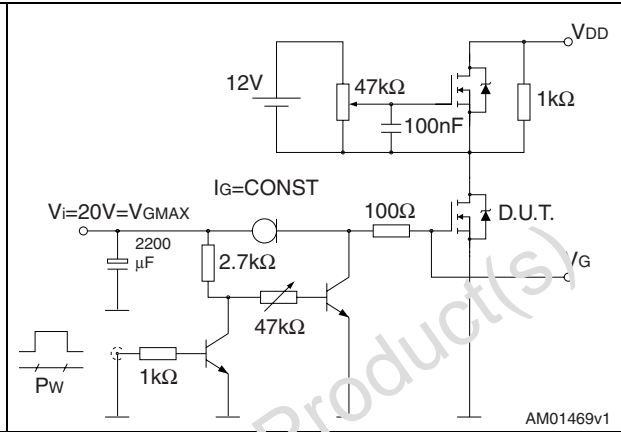 VDD
12V
47kΩ
1kΩ
100nF
IG=CONST
Vi=20V=VGMAX
100Ω
D.U.T.
2200
μF
2.7kΩ
VG
47kΩ
1kΩ
PW
Product(s)
AM01469v1